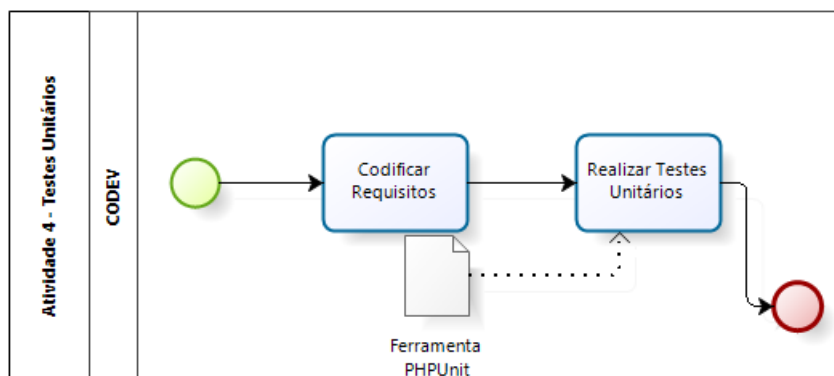 Atividade 4 - Testes Unitários
CODEV
Codificar
Requisitos
Realizar Testes
Unitários
Ferramenta
PHPUnit